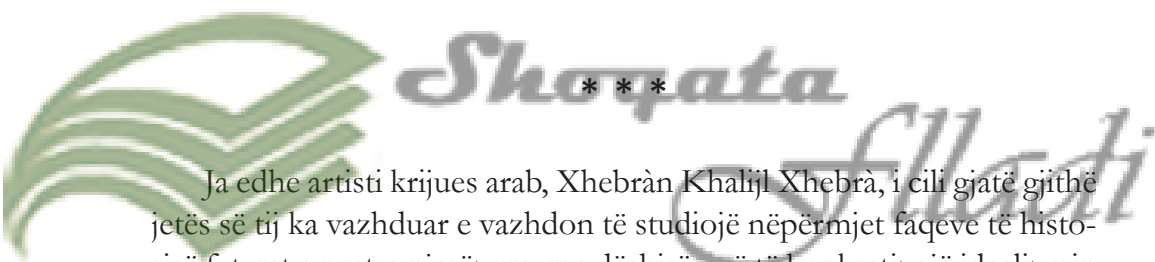 Shoqata
* * *
Flladi
Ja edhe artisti krijues arab, Xhebràn Khalijl Xhebrà, i cili gjatë gjithë
jetës së tij ka vazhduar e vazhdon të studiojë nëpërmjet faqeve të histo-